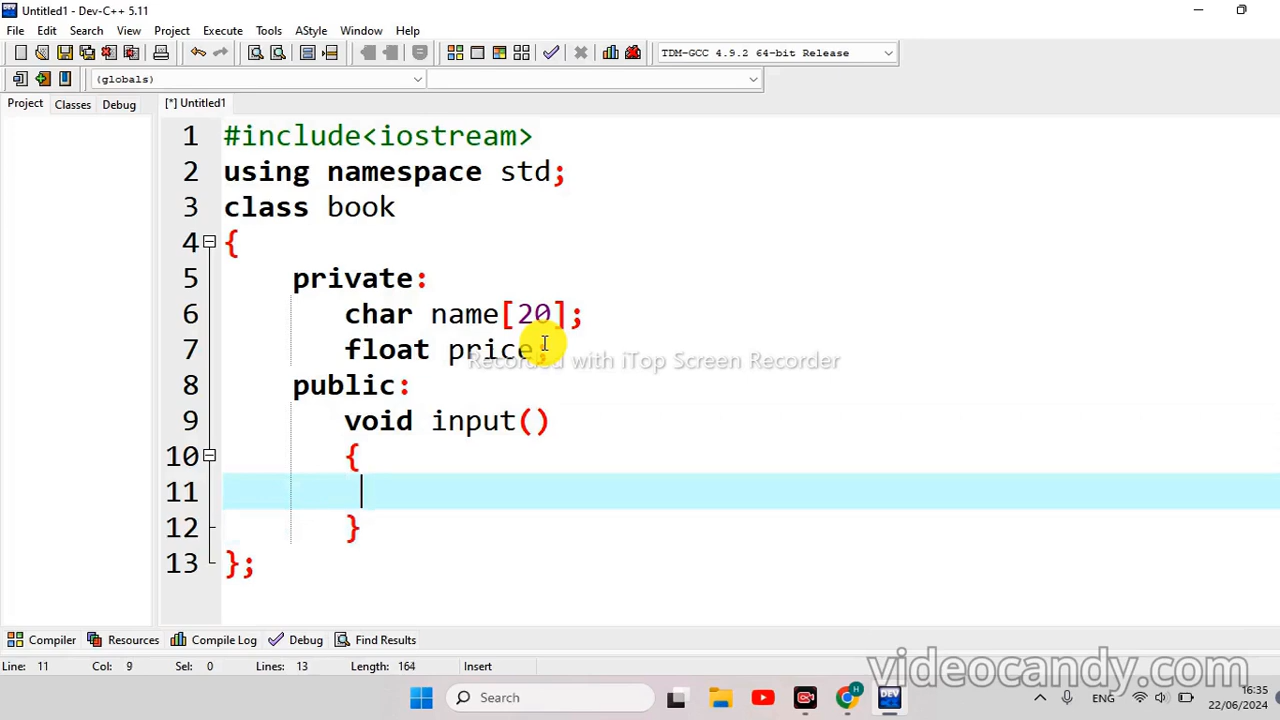 Untitled1 - Dev-C++ 5.11
File Edit Search View Project Execute Tools AStyle Window Help
TDM-GCC 4.9.2 64-bit Release
(globals)
Project Classes Debug [*] Untitled1
1 #include<iostream>
2 using namespace std;
3 class book
4 {
5 private:
6 char name[20];
7 float price;
Recorded with iTop Screen Recorder
8 public:
9 void input()
10 {
11
12 }
13 };
Compiler Resources Compile Log Debug Find Results
Line: 11 Col: 9 Sel: 0 Lines: 13 Length: 164 Insert
videocandy.com
Search DEV H ENG 16:35
22/06/2024